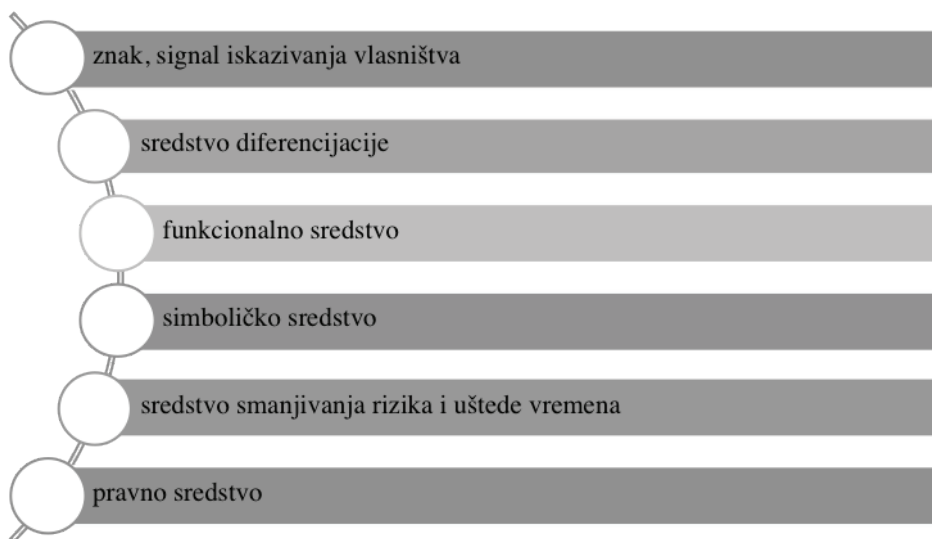 znak, signal iskazivanja vlasništva
sredstvo diferencijacije
funkcionalno sredstvo
simboličko sredstvo
sredstvo smanjivanja rizika i uštede vremena
pravno sredstvo